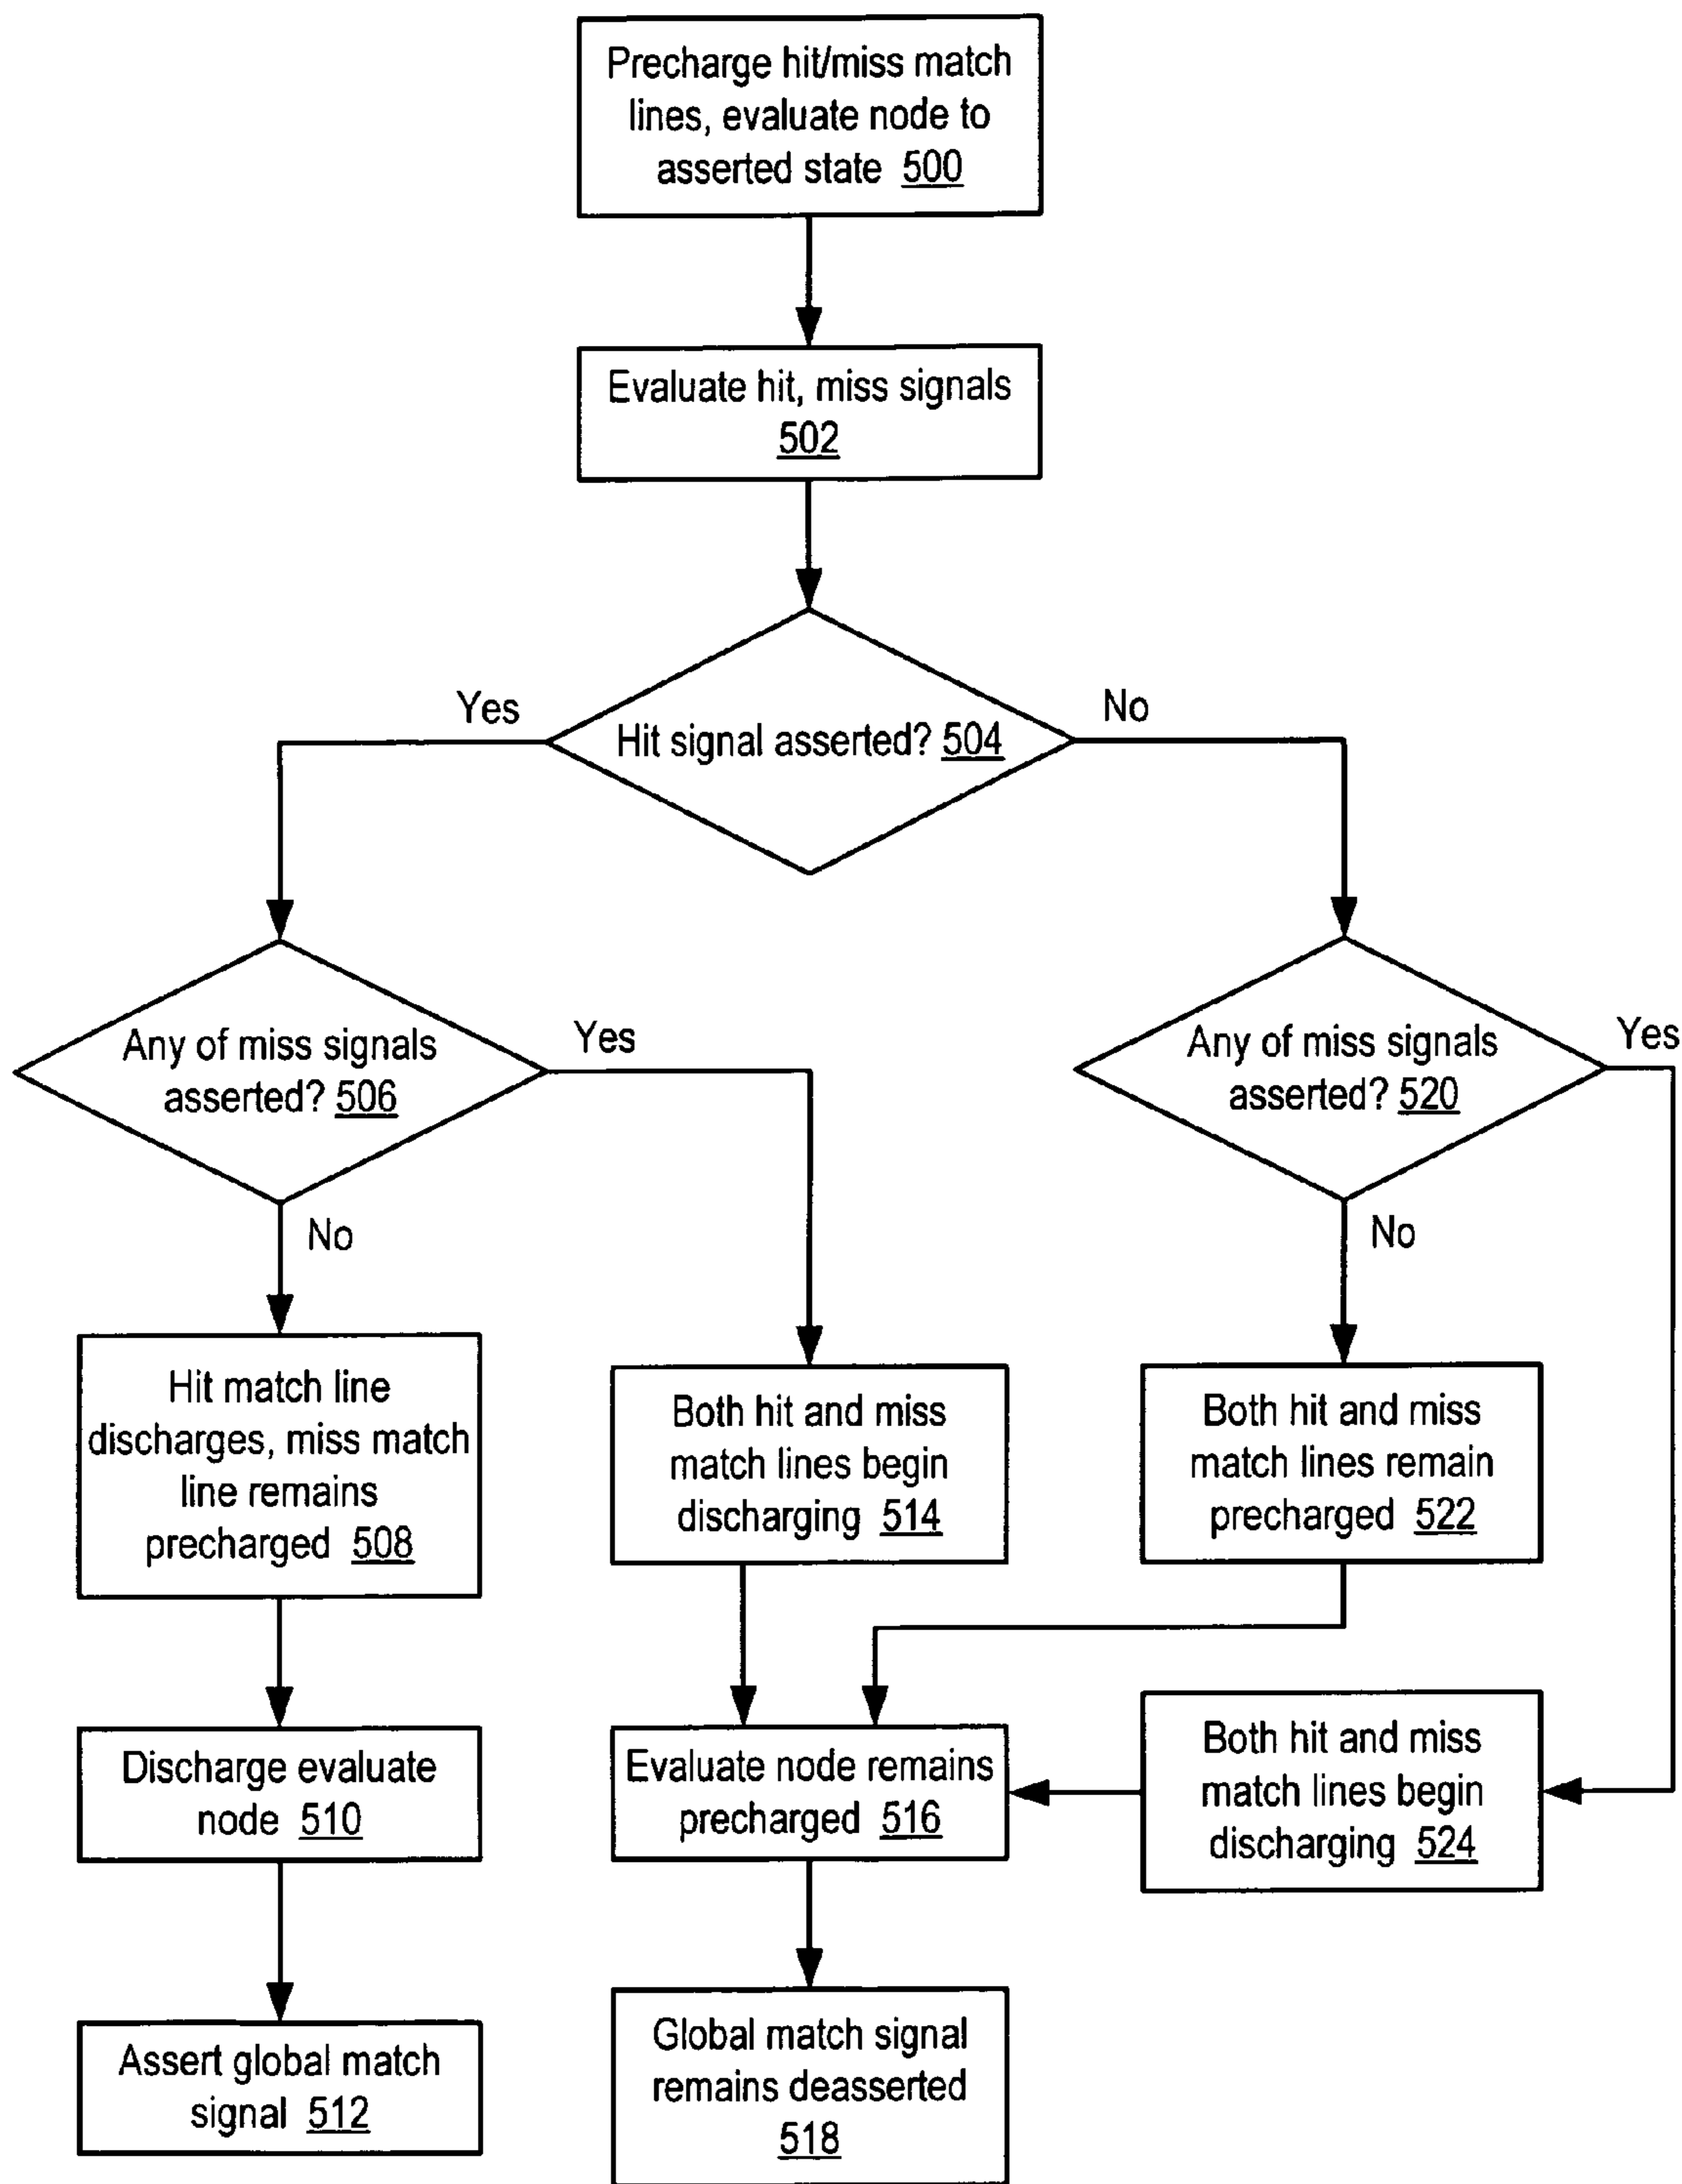 Precharge hit/miss match
lines, evaluate node to
asserted state 500
Evaluate hit, miss signals
502
Yes
No
Hit signal asserted? 504
Any of miss signals
asserted? 506
Yes
No
Any of miss signals
asserted? 520
Yes
No
Hit match line
discharges, miss match
line remains
precharged 508
Both hit and miss
match lines begin
discharging 514
Both hit and miss
match lines remain
precharged 522
Discharge evaluate
node 510
Evaluate node remains
precharged 516
Both hit and miss
match lines begin
discharging 524
Assert global match
signal 512
Global match signal
remains deasserted
518